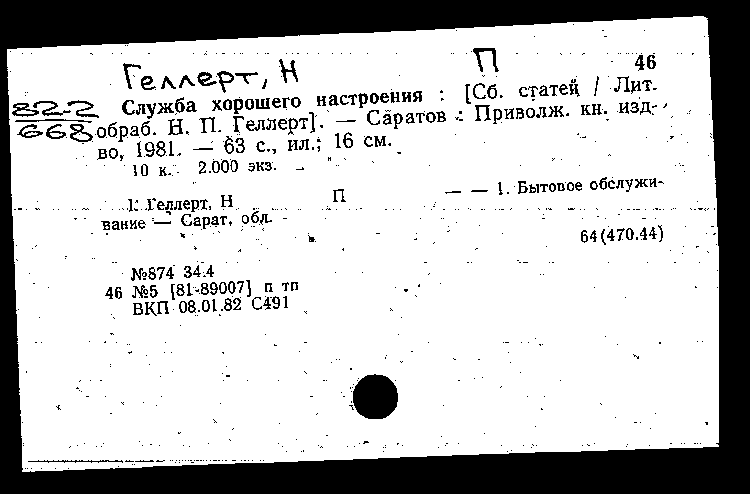 Геллерт, Н П 46
82-2 Служба хорошего настроения : [Сб. статей / Лит.
668 обраб. Н. П. Геллерт]. — Саратов : Приволж. кн. изд-
во, 1981. — 63 с., ил.; 16 см.
10 к. 2.000 экз.
1. Геллерт, Н П — — 1. Бытовое обслужи-
вание — Сарат. обл.
64(470.44)
№874 34.4
46 №5 [81-89007] п тп
ВКП 08.01.82 С491